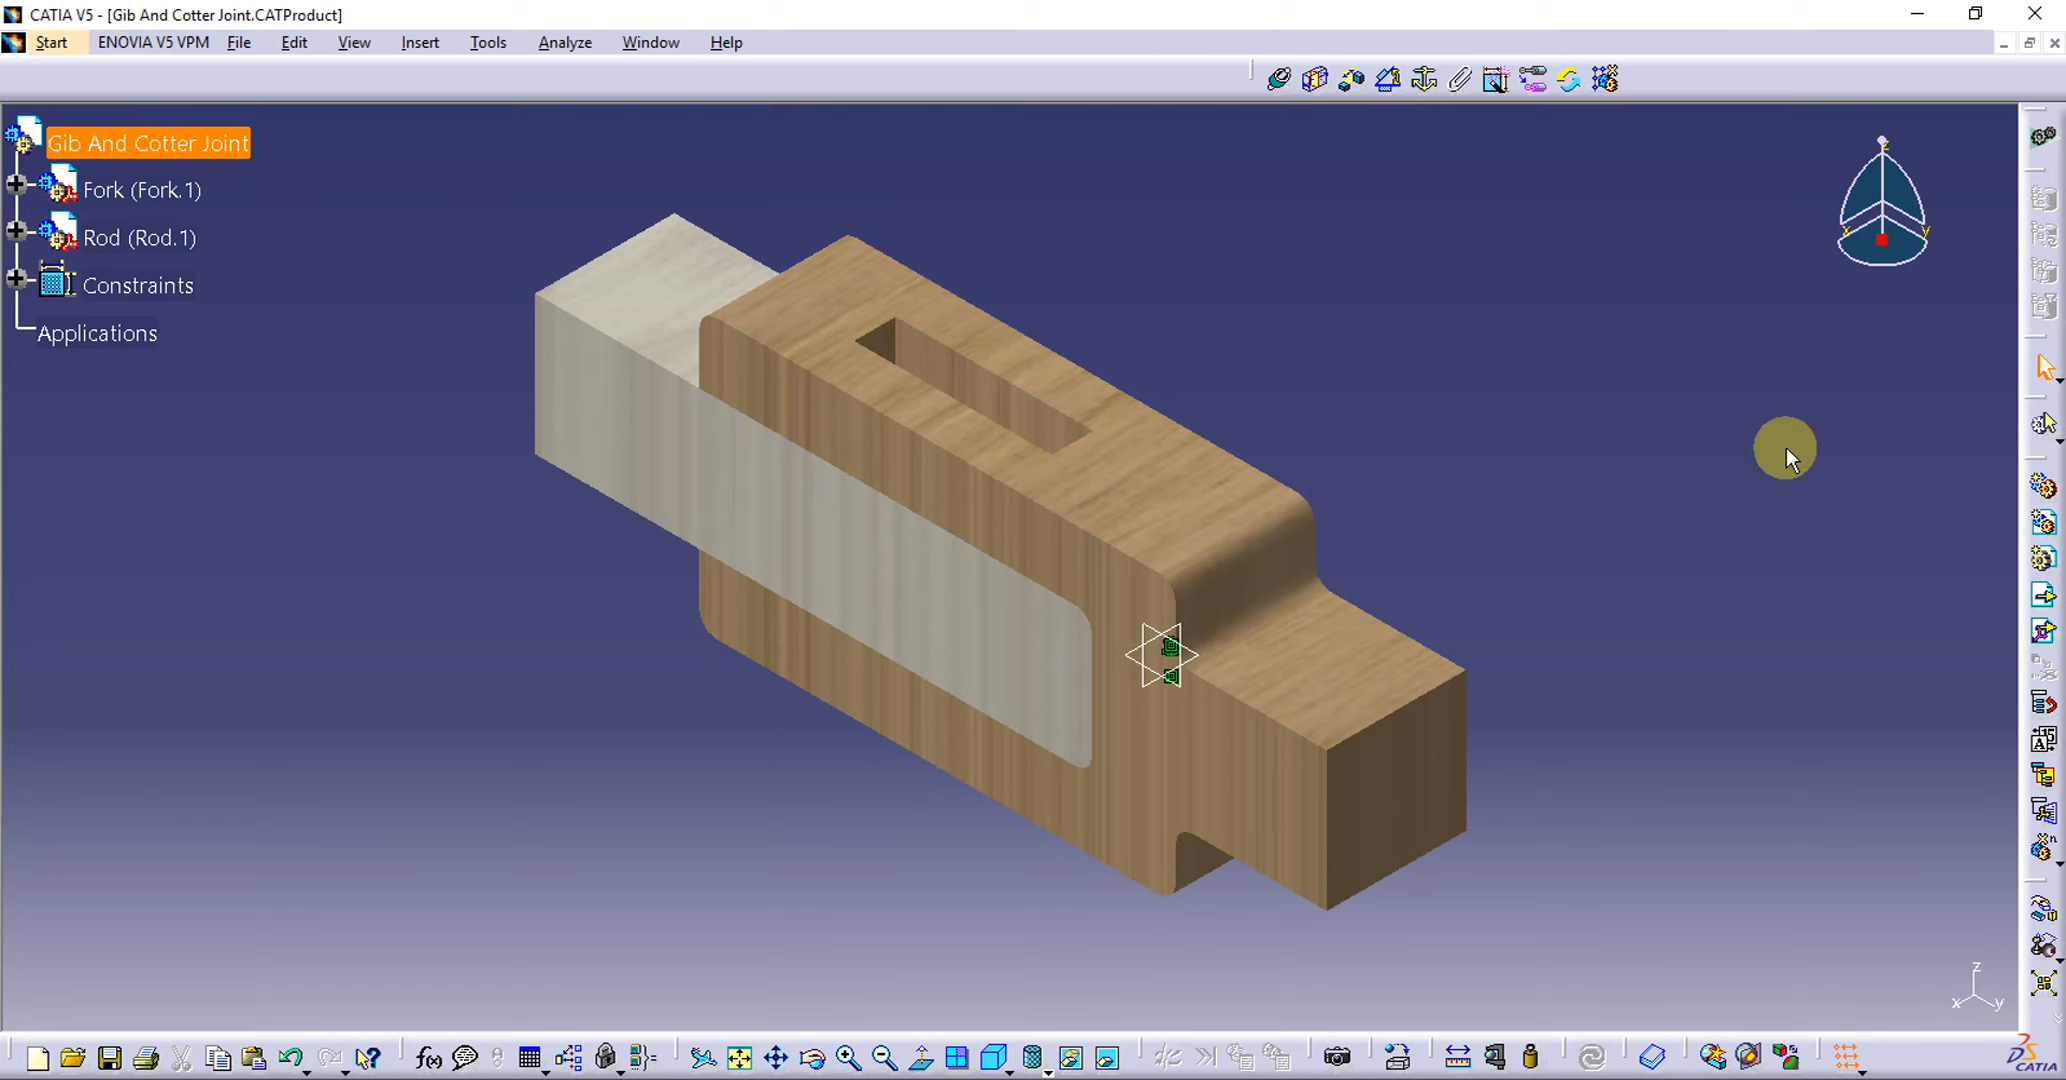 CATIA V5 - [Gib And Cotter Joint.CATProduct]
Start ENOVIA V5 VPM File Edit View Insert Tools Analyze Window Help
Gib And Cotter Joint
Fork (Fork.1)
Rod (Rod.1)
Constraints
Applications
z
x y
z
x y
f(x)
CATIA